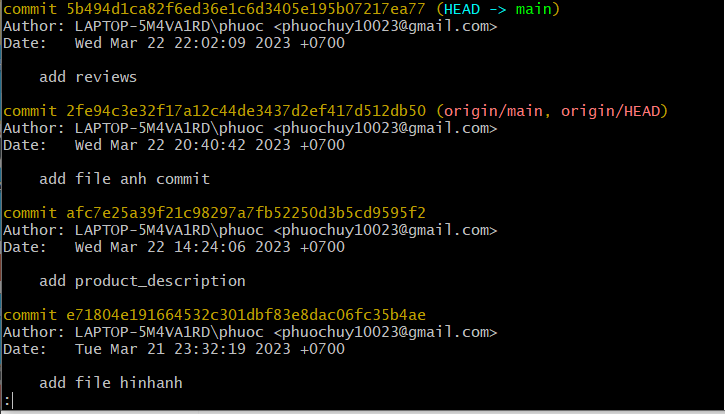 commit 5b494d1ca82f6ed36e1c6d3405e195b07217ea77 (HEAD -> main)
Author: LAPTOP-5M4VA1RD\phuoc <phuochuy10023@gmail.com>
Date:   Wed Mar 22 22:02:09 2023 +0700
add reviews
commit 2fe94c3e32f17a12c44de3437d2ef417d512db50 (origin/main, origin/HEAD)
Author: LAPTOP-5M4VA1RD\phuoc <phuochuy10023@gmail.com>
Date:   Wed Mar 22 20:40:42 2023 +0700
add file anh commit
commit afc7e25a39f21c98297a7fb52250d3b5cd9595f2
Author: LAPTOP-5M4VA1RD\phuoc <phuochuy10023@gmail.com>
Date:   Wed Mar 22 14:24:06 2023 +0700
add product_description
commit e71804e191664532c301dbf83e8dac06fc35b4ae
Author: LAPTOP-5M4VA1RD\phuoc <phuochuy10023@gmail.com>
Date:   Tue Mar 21 23:32:19 2023 +0700
add file hinhanh
: